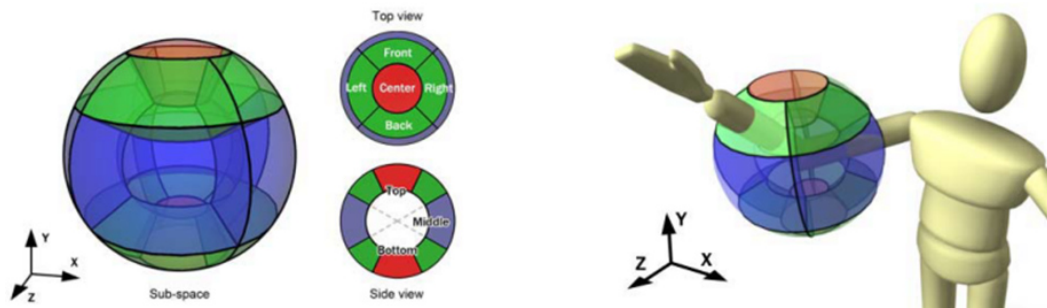 Top view
Front
Left
Center
Right
Back
Top
Middle
Bottom
Side view
Sub-space
Y
X
Z
Y
X
Z